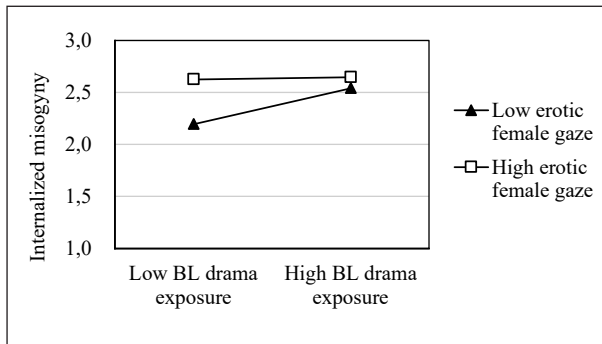 3,0
2,5
2,0
1,5
1,0
Internalized misogyny
Low BL drama
exposure
High BL drama
exposure
Low erotic
female gaze
High erotic
female gaze